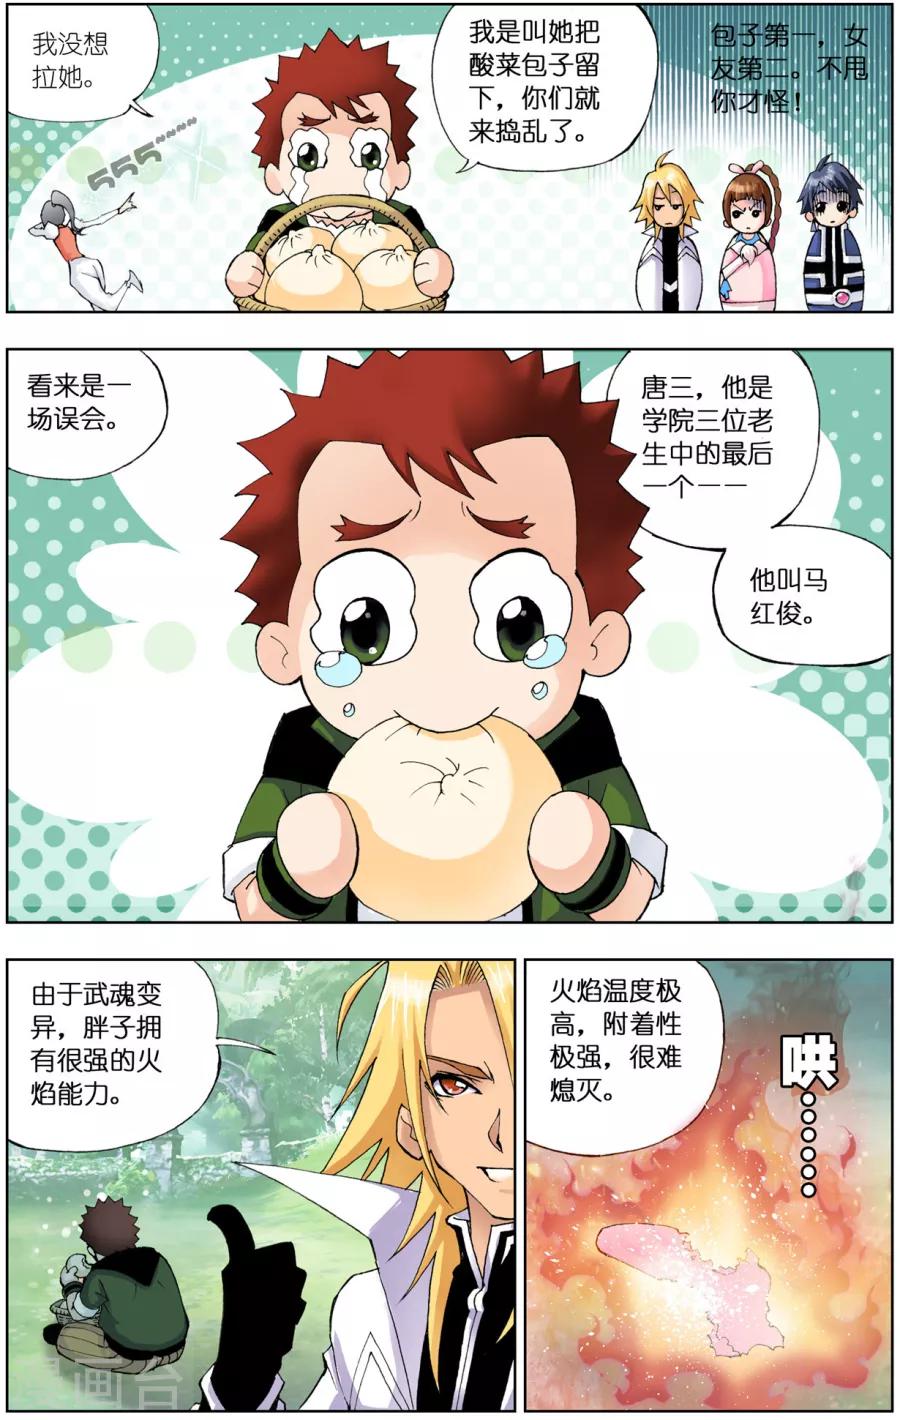 我没想
拉她。
555~~~~
我是叫她把
酸菜包子留
下，你们就
来捣乱了。
包子第一，女
友第二。不甩
你才怪！
看来是一
场误会。
唐三，他是
学院三位老
生中的最后
一个——
他叫马
红俊。
由于武魂变
异，胖子拥
有很强的火
焰能力。
火焰温度极
高，附着性
极强，很难
熄灭。
哄……
漫画台